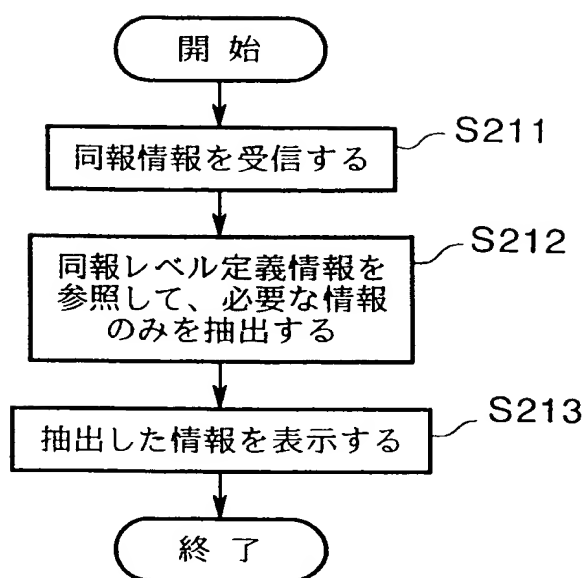 開始
同報情報を受信する
S211
同報レベル定義情報を
参照して、必要な情報
のみを抽出する
S212
抽出した情報を表示する
S213
終了